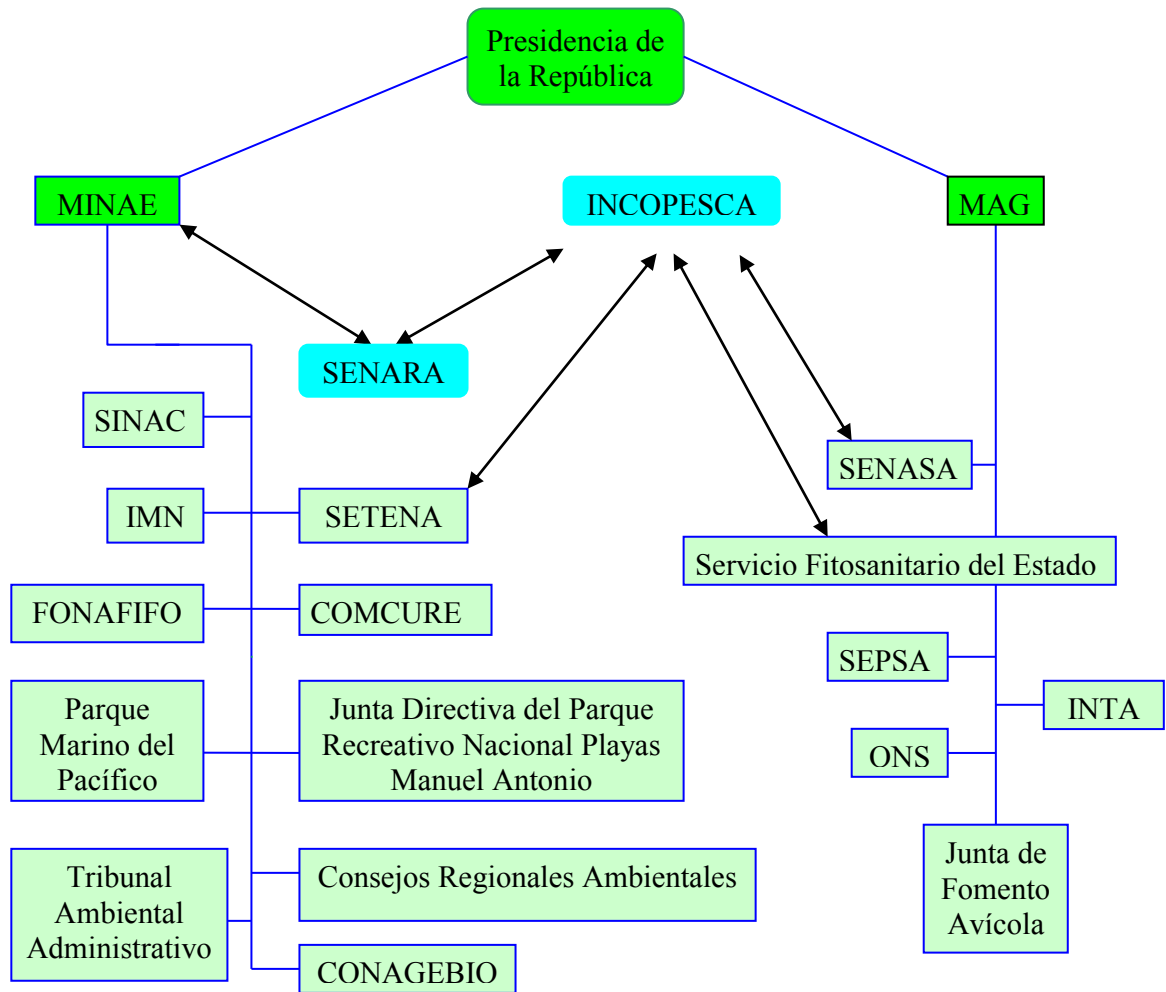 Presidencia de
la República
MINAE
INCOPESCA
MAG
SENARA
SINAC
SENASA
IMN
SETENA
Servicio Fitosanitario del Estado
FONAFIFO
COMCURE
SEPSA
INTA
Parque
Marino del
Pacífico
Junta Directiva del Parque
Recreativo Nacional Playas
Manuel Antonio
ONS
Junta de
Fomento
Avícola
Tribunal
Ambiental
Administrativo
Consejos Regionales Ambientales
CONAGEBIO